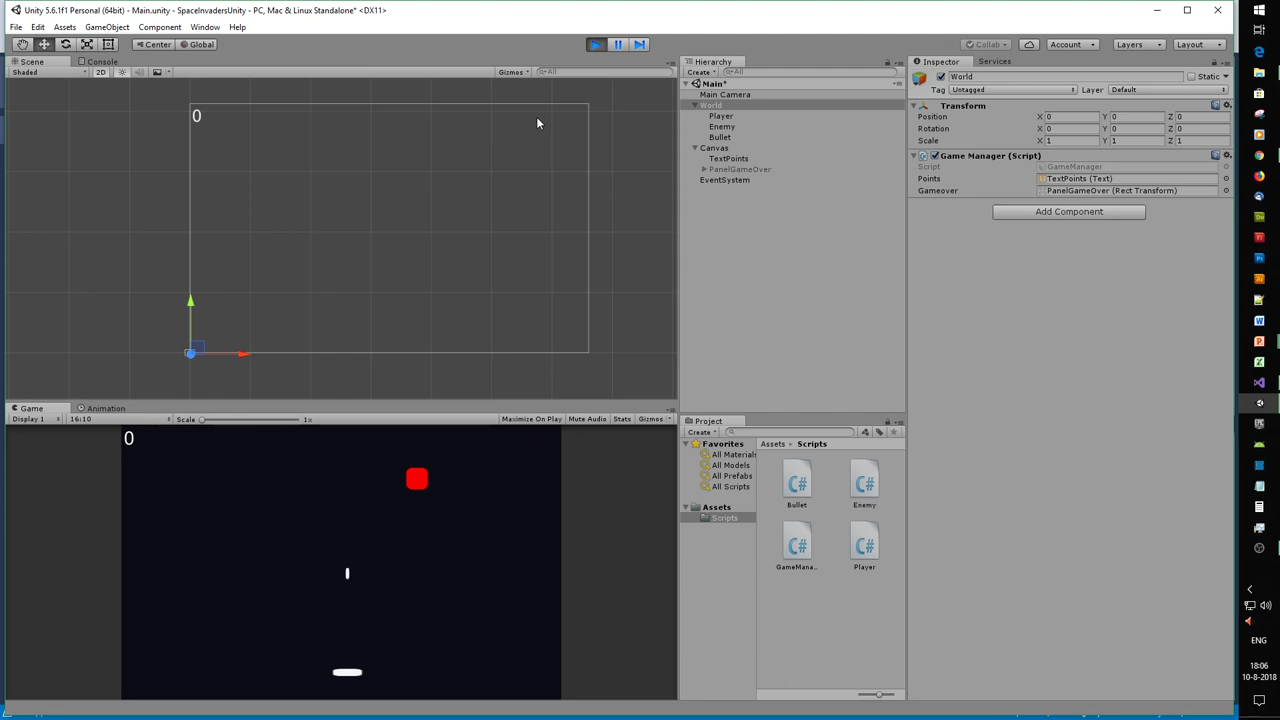 Unity 5.6.1f1 Personal (64bit) - Main.unity - SpaceInvadersUnity - PC, Mac & Linux Standalone* <DX11>
File Edit Assets GameObject Component Window Help
Center Global Collab Account Layers Layout
Scene Console
Shaded 2D Gizmos All
0
Game Animation
Display 1 16:10 Scale 1x Maximize On Play Mute Audio Stats Gizmos
0
Hierarchy
Create All
Main*
Main Camera
World
Player
Enemy
Bullet
Canvas
TextPoints
PanelGameOver
EventSystem
Project
Create
Favorites
All Materials
All Models
All Prefabs
All Scripts
Assets
Scripts
Assets Scripts
C# C#
Bullet Enemy
C# C#
GameMana... Player
Inspector Services
World Static
Tag Untagged Layer Default
Transform
Position X 0 Y 0 Z 0
Rotation X 0 Y 0 Z 0
Scale X 1 Y 1 Z 1
Game Manager (Script)
Script GameManager
Points TextPoints (Text)
Gameover PanelGameOver (Rect Transform)
Add Component
ENG
18:06
10-8-2018